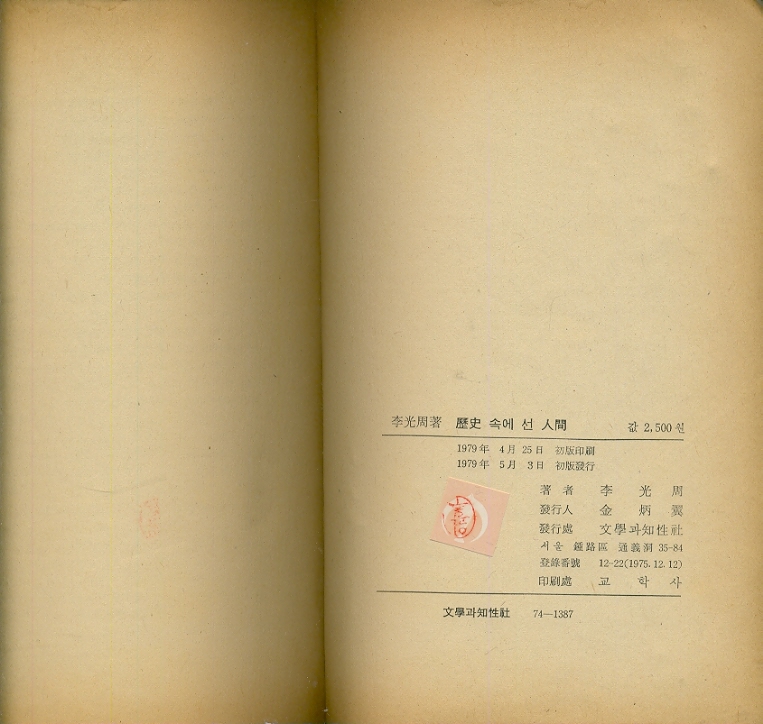 李光周著 歷史 속에 선 人間 값 2,500원
1979年 4月 25日 初版印刷
1979年 5月 3日 初版發行
著者 李光周
發行人 金炳翼
發行處 文學과知性社
서울 鍾路區 通義洞 35-84
登錄番號 12-22(1975.12.12)
印刷處 교학사
文學과知性社 74—1387